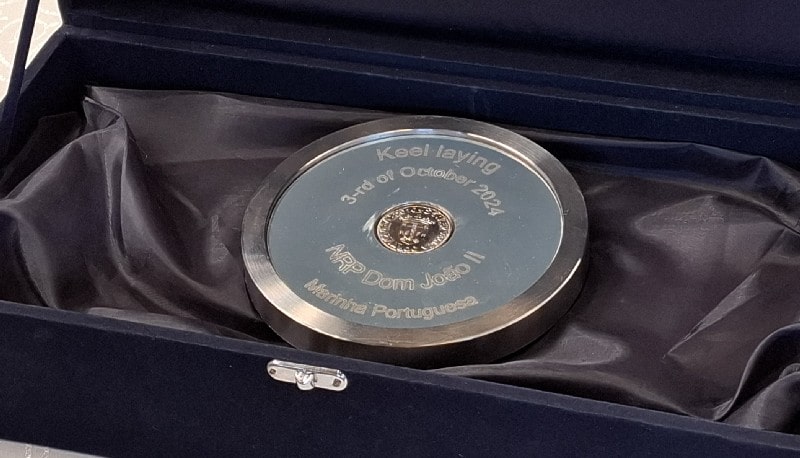 Keel laying
3-rd of October 2024
NRP Dom João II
Marinha Portuguesa